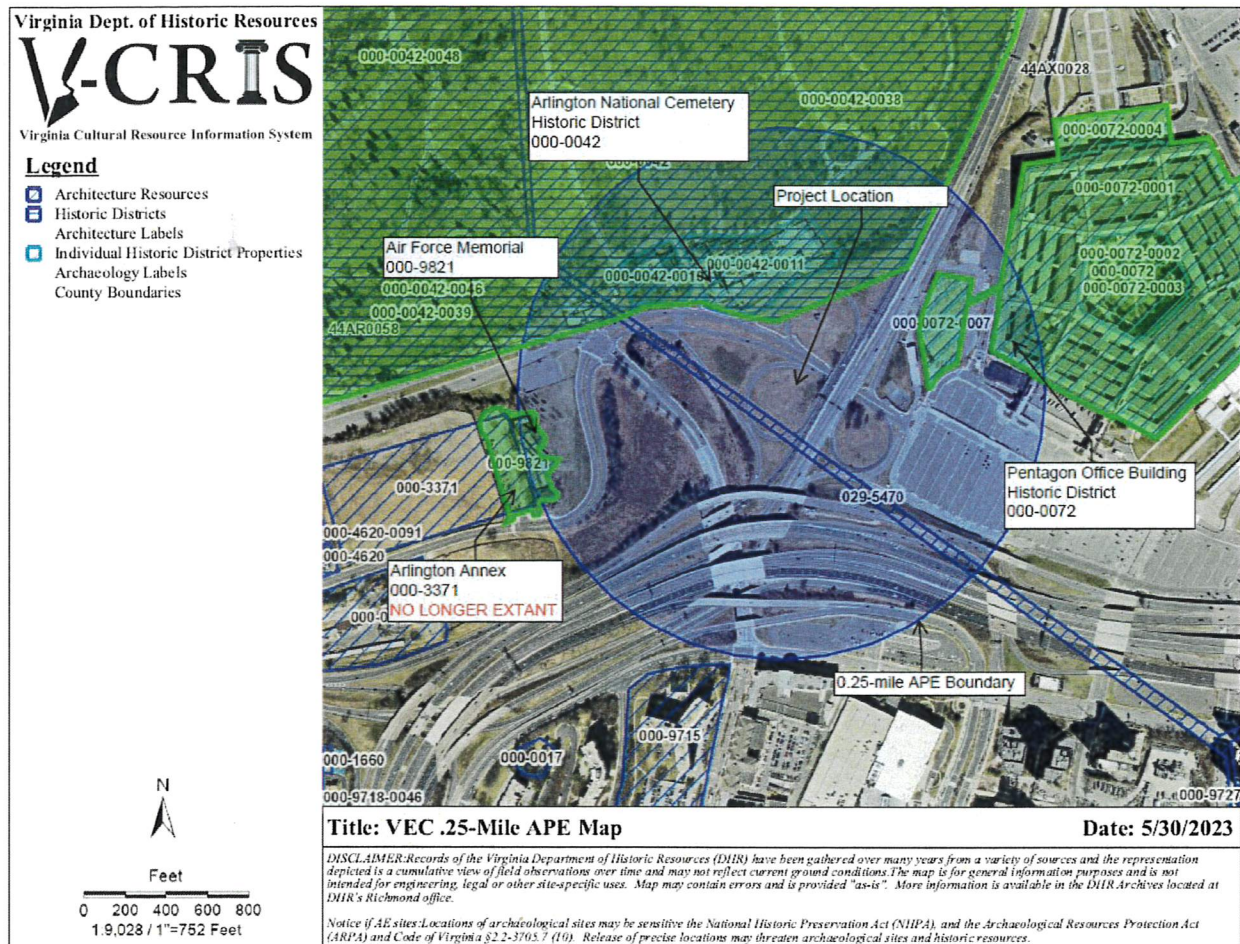 Virginia Dept. of Historic Resources
V-CRIS
Virginia Cultural Resource Information System
Legend
Architecture Resources
Historic Districts
Architecture Labels
Individual Historic District Properties
Archaeology Labels
County Boundaries
N
Feet
0 200 400 600 800
1:9,028 / 1"=752 Feet
000-0042-0048
Arlington National Cemetery
Historic District
000-0042
000-0042-0038
44AX0028
000-0072-0004
000-0072-0001
Project Location
Air Force Memorial
000-9821
000-0042-0046
000-0042-0039
000-0042-0011
44AR0058
000-0072-0002
000-0072
000-0072-0003
000-0072-0007
000-9821
000-3371
029-5470
Pentagon Office Building
Historic District
000-0072
000-4620-0091
000-4620
Arlington Annex
000-3371
NO LONGER EXTANT
0.25-mile APE Boundary
000-9715
000-0017
000-1660
000-9718-0046
000-9727
Title: VEC .25-Mile APE Map
Date: 5/30/2023
DISCLAIMER:Records of the Virginia Department of Historic Resources (DHR) have been gathered over many years from a variety of sources and the representation
depicted is a cumulative view of field observations over time and may not reflect current ground conditions.The map is for general information purposes and is not
intended for engineering, legal or other site-specific uses. Map may contain errors and is provided "as-is". More information is available in the DHR Archives located at
DHR's Richmond office.
Notice if AE sites:Locations of archaeological sites may be sensitive the National Historic Preservation Act (NHPA), and the Archaeological Resources Protection Act
(ARPA) and Code of Virginia §2.2-3705.7 (10). Release of precise locations may threaten archaeological sites and historic resources.